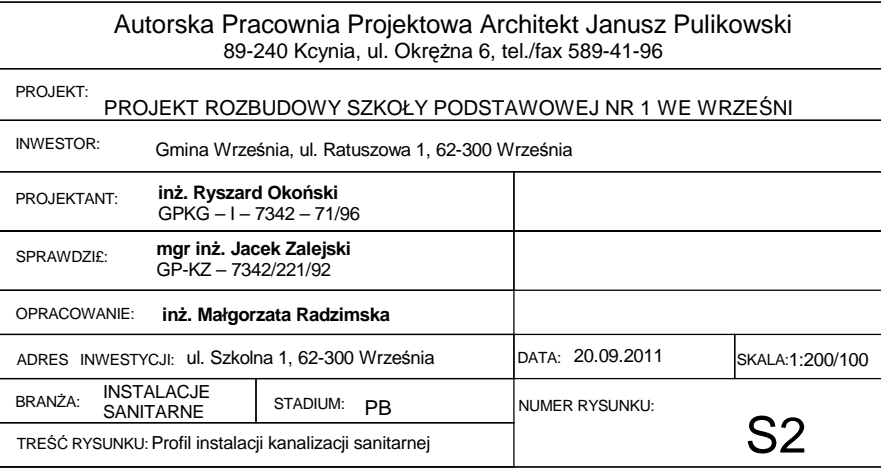 Autorska Pracownia Projektowa Architekt Janusz Pulikowski
89-240 Kcynia, ul. Okrężna 6, tel./fax 589-41-96
PROJEKT:
PROJEKT ROZBUDOWY SZKOŁY PODSTAWOWEJ NR 1 WE WRZEŚNI
INWESTOR: Gmina Września, ul. Ratuszowa 1, 62-300 Września
PROJEKTANT: inż. Ryszard Okoński
GPKG – I – 7342 – 71/96
SPRAWDZI£: mgr inż. Jacek Zalejski
GP-KZ – 7342/221/92
OPRACOWANIE: inż. Małgorzata Radzimska
ADRES INWESTYCJI: ul. Szkolna 1, 62-300 Września DATA: 20.09.2011 SKALA:1:200/100
BRANŻA: INSTALACJE SANITARNE STADIUM: PB NUMER RYSUNKU:
S2
TREŚĆ RYSUNKU: Profil instalacji kanalizacji sanitarnej